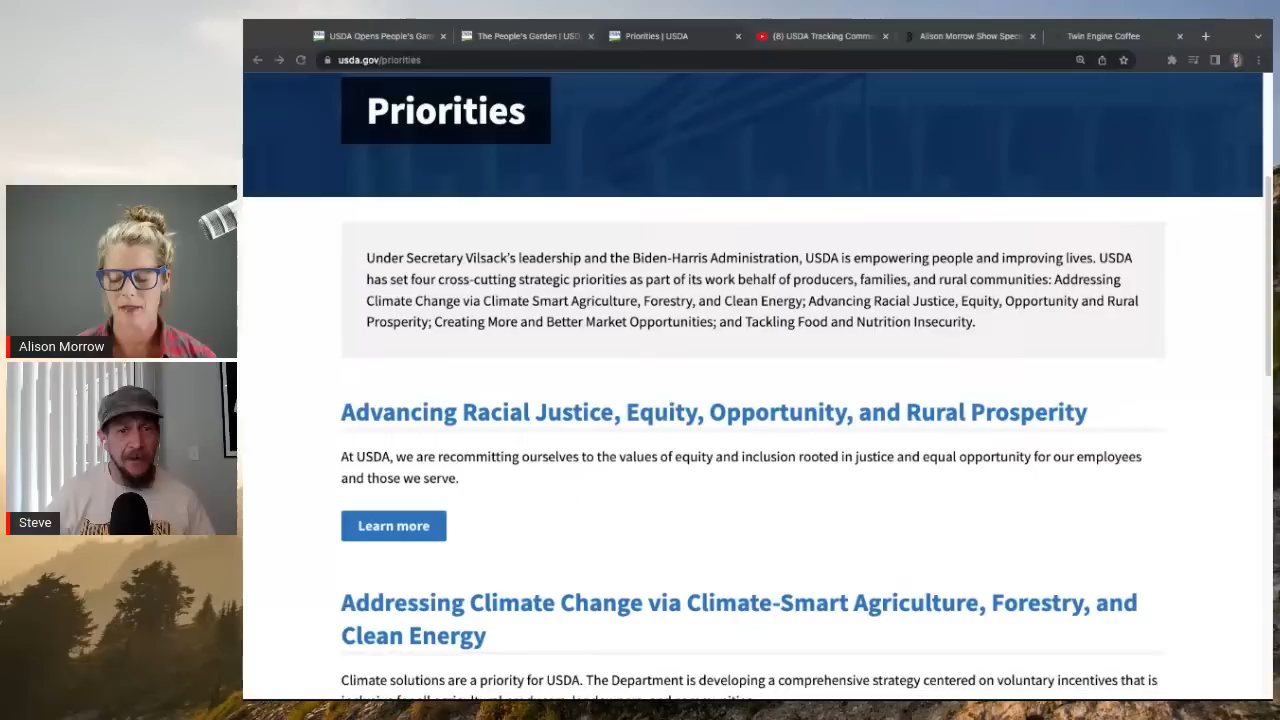 USDA Opens People's Gard
The People's Garden | USD
Priorities | USDA
(8) USDA Tracking Commu
Alison Morrow Show Speci
Twin Engine Coffee
usda.gov/priorities
Priorities
Under Secretary Vilsack's leadership and the Biden-Harris Administration, USDA is empowering people and improving lives. USDA
has set four cross-cutting strategic priorities as part of its work behalf of producers, families, and rural communities: Addressing
Climate Change via Climate Smart Agriculture, Forestry, and Clean Energy; Advancing Racial Justice, Equity, Opportunity and Rural
Prosperity; Creating More and Better Market Opportunities; and Tackling Food and Nutrition Insecurity.
Advancing Racial Justice, Equity, Opportunity, and Rural Prosperity
At USDA, we are recommitting ourselves to the values of equity and inclusion rooted in justice and equal opportunity for our employees
and those we serve.
Learn more
Addressing Climate Change via Climate-Smart Agriculture, Forestry, and
Clean Energy
Climate solutions are a priority for USDA. The Department is developing a comprehensive strategy centered on voluntary incentives that is
Alison Morrow
Steve